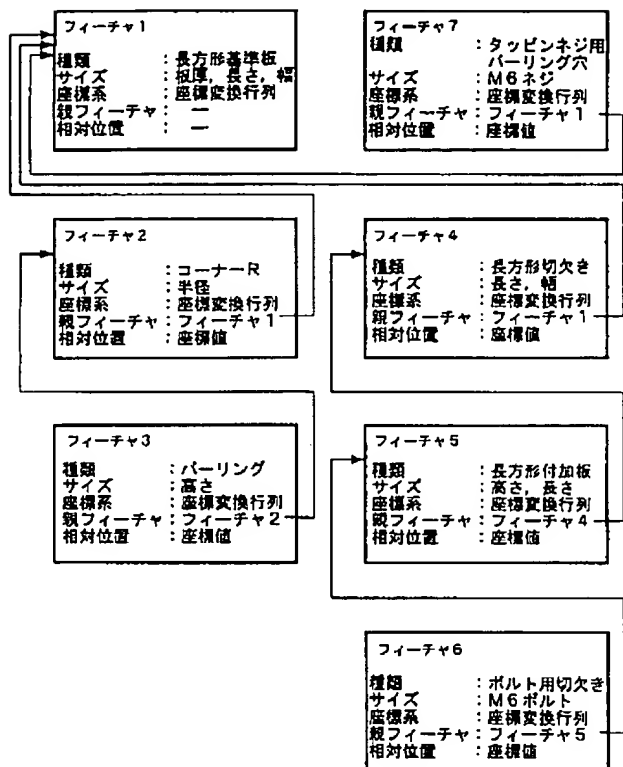 フィーチャ1
種類 : 長方形基準板
サイズ : 板厚, 長さ, 幅
座標系 : 座標変換行列
親フィーチャ : ー
相対位置 : ー
フィーチャ7
種類 : タッピンネジ用
バーリング穴
サイズ : M6ネジ
座標系 : 座標変換行列
親フィーチャ : フィーチャ1
相対位置 : 座標値
フィーチャ2
種類 : コーナーR
サイズ : 半径
座標系 : 座標変換行列
親フィーチャ : フィーチャ1
相対位置 : 座標値
フィーチャ4
種類 : 長方形切欠き
サイズ : 長さ, 幅
座標系 : 座標変換行列
親フィーチャ : フィーチャ1
相対位置 : 座標値
フィーチャ3
種類 : バーリング
サイズ : 高さ
座標系 : 座標変換行列
親フィーチャ : フィーチャ2
相対位置 : 座標値
フィーチャ5
種類 : 長方形付加板
サイズ : 高さ, 長さ
座標系 : 座標変換行列
親フィーチャ : フィーチャ4
相対位置 : 座標値
フィーチャ6
種類 : ボルト用切欠き
サイズ : M6ボルト
座標系 : 座標変換行列
親フィーチャ : フィーチャ5
相対位置 : 座標値